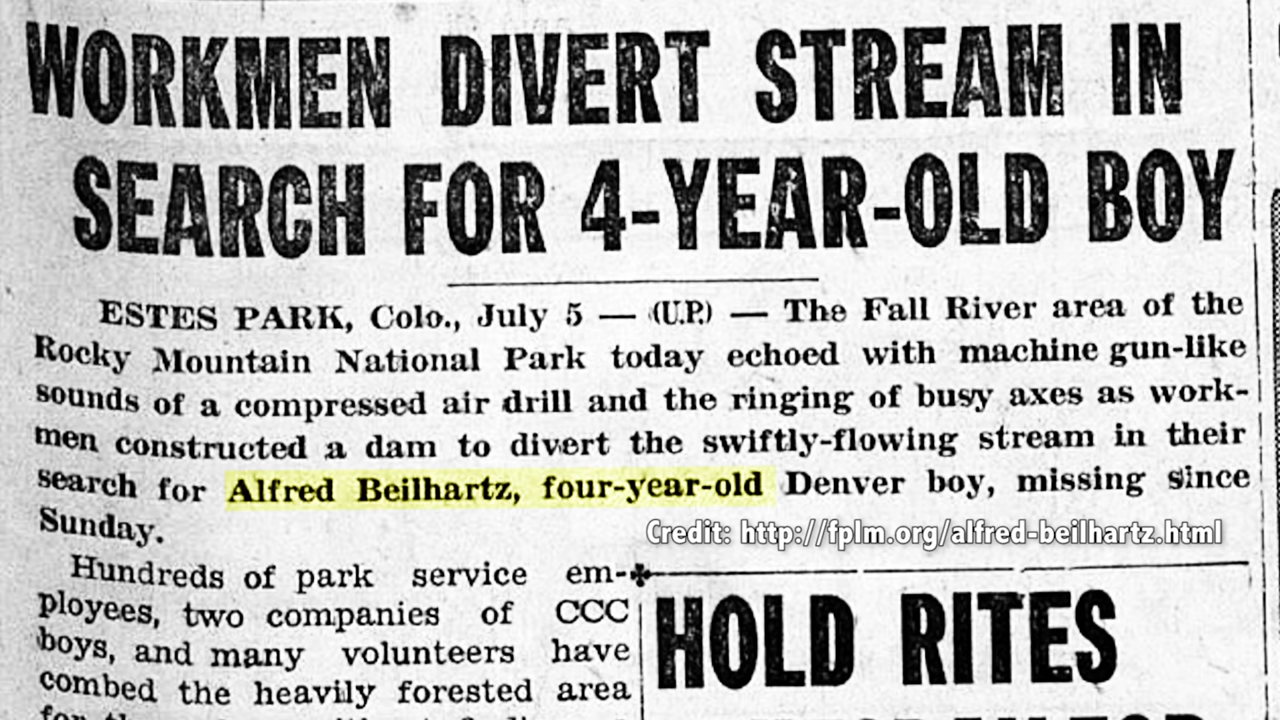 WORKMEN DIVERT STREAM IN
SEARCH FOR 4-YEAR-OLD BOY
ESTES PARK, Colo., July 5 — (U.P.) — The Fall River area of the
Rocky Mountain National Park today echoed with machine gun-like
sounds of a compressed air drill and the ringing of busy axes as work-
men constructed a dam to divert the swiftly-flowing stream in their
search for Alfred Beilhartz, four-year-old Denver boy, missing since
Sunday.
Credit: http://fplm.org/alfred-beilhartz.html
Hundreds of park service em-
ployees, two companies of CCC
boys, and many volunteers have
combed the heavily forested area
HOLD RITES